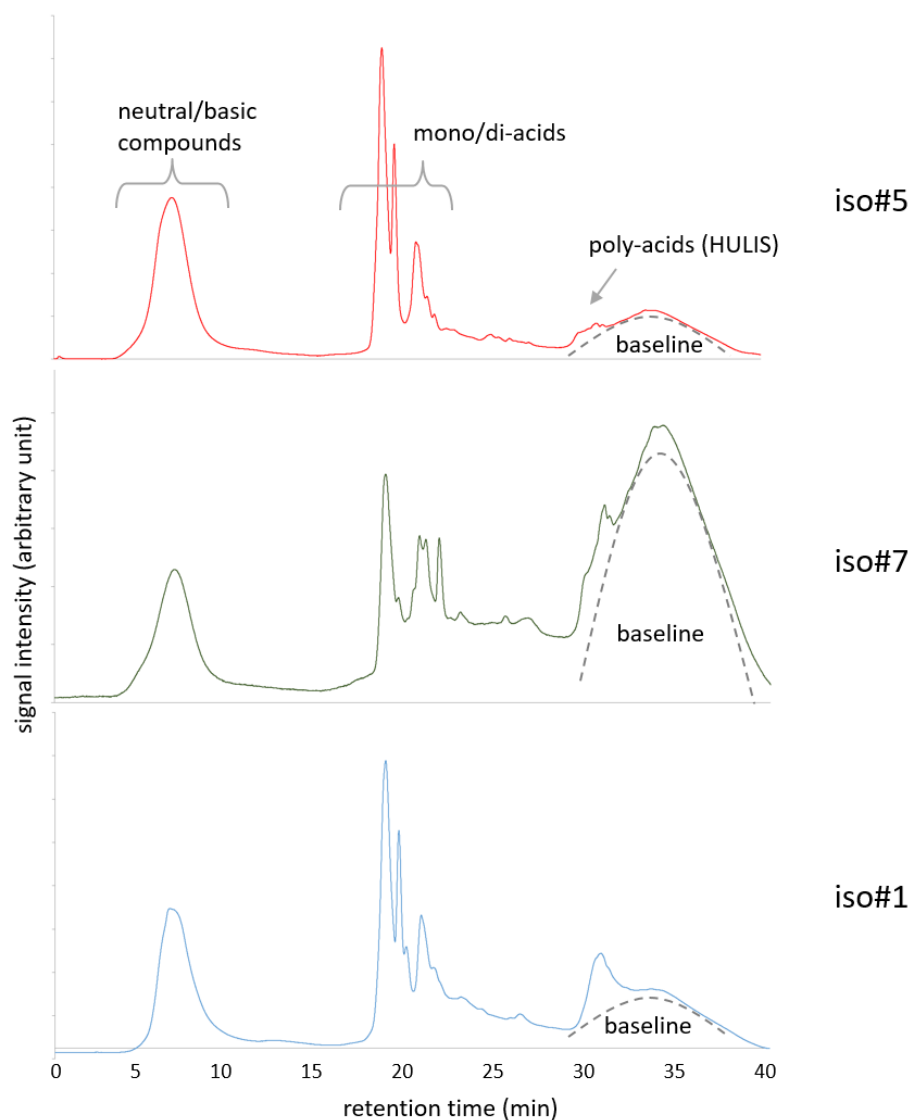 neutral/basic
compounds
mono/di-acids
iso#5
poly-acids (HULIS)
baseline
signal intensity (arbitrary unit)
iso#7
baseline
iso#1
baseline
0 5 10 15 20 25 30 35 40
retention time (min)